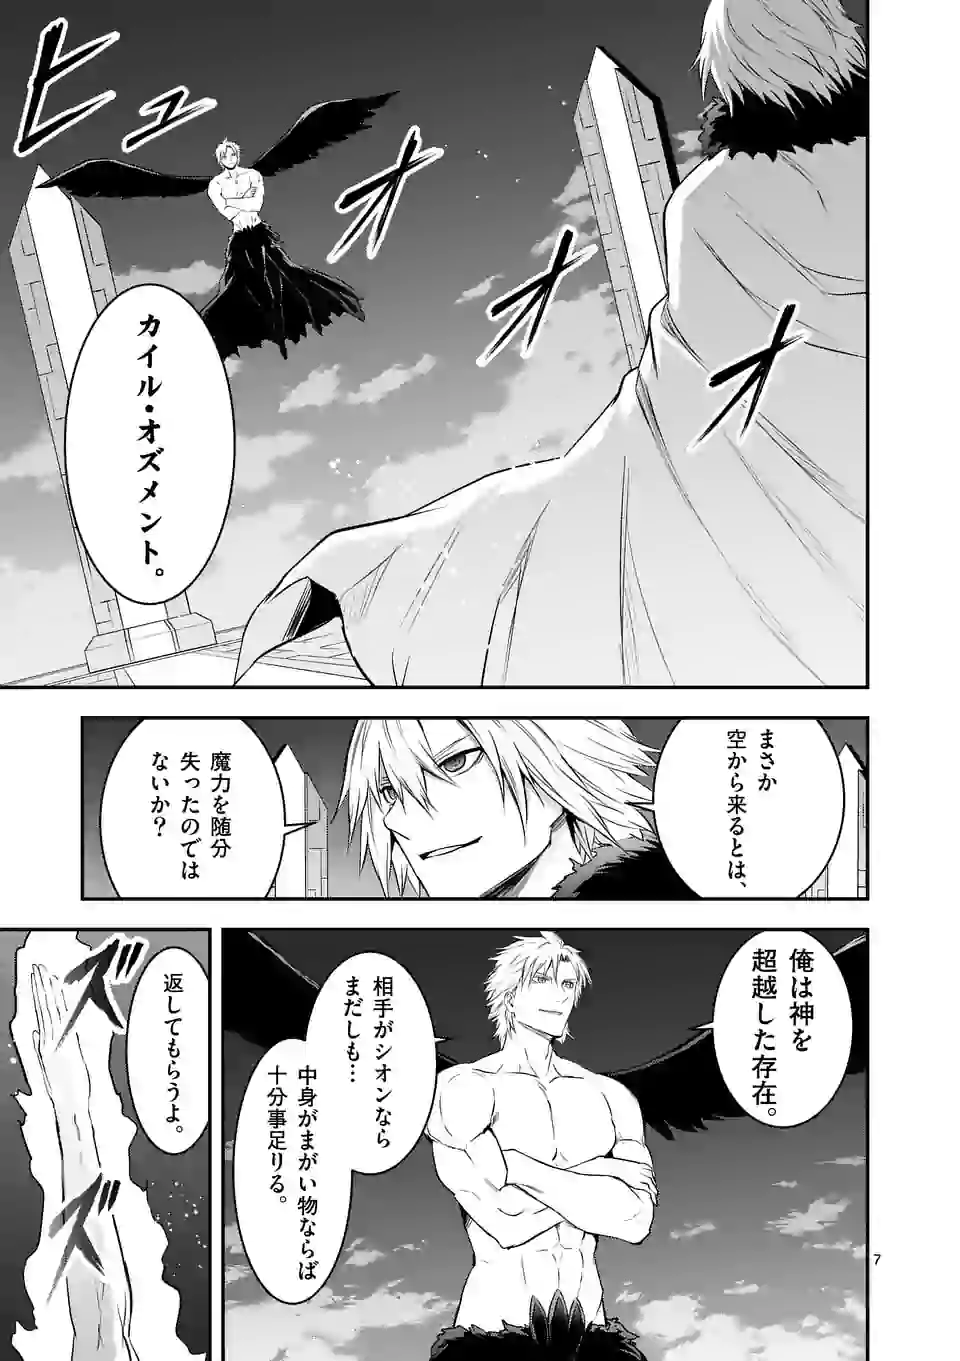 ヒュオオオ
カイル・オズメント。
まさか
空から来るとは、
魔力を随分
失ったのでは
ないか？
俺は神を
超越した存在。
相手がシオンなら
まだしも…
中身がまがい物ならば
十分事足りる。
返してもらうよ。
ズズ
ズズ
7